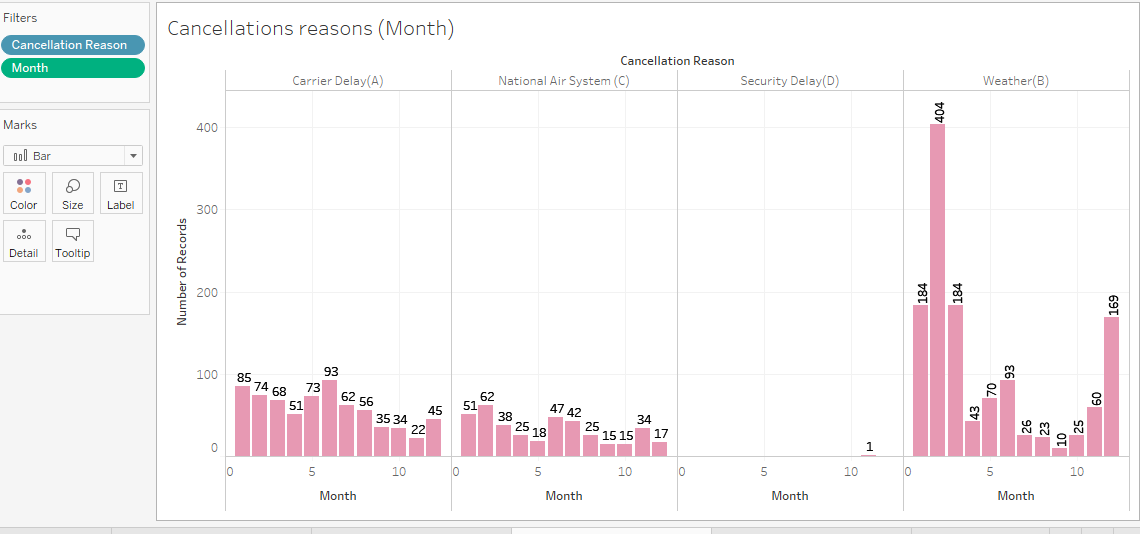 Filters
Cancellation Reason
Month
Marks
Bar
Color Size Label
Detail Tooltip
Cancellations reasons (Month)
Cancellation Reason
Carrier Delay(A) National Air System (C) Security Delay(D) Weather(B)
Number of Records
400
300
200
100
0
85 74 68 51 73 93 62 56 35 34 22 45
51 62 38 25 18 47 42 25 15 15 34 17
1
184 404 184 43 70 93 26 23 10 25 60 169
0 5 10 0 5 10 0 5 10 0 5 10
Month Month Month Month